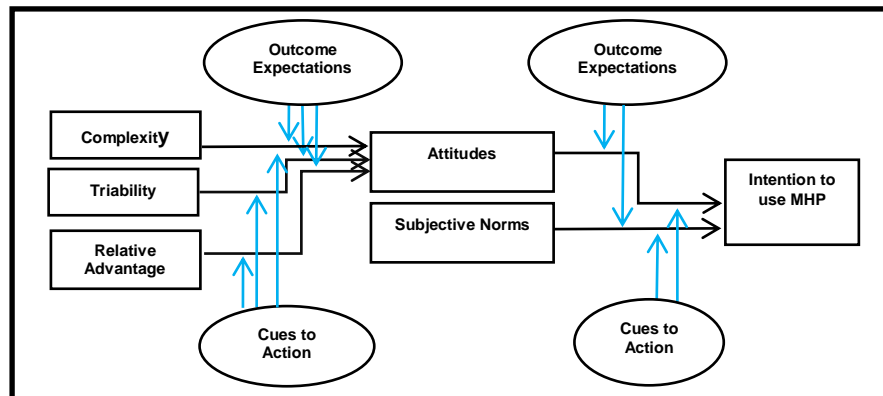 Outcome
Expectations
Outcome
Expectations
Complexity
Attitudes
Triability
Intention to
use MHP
Subjective Norms
Relative
Advantage
Cues to
Action
Cues to
Action